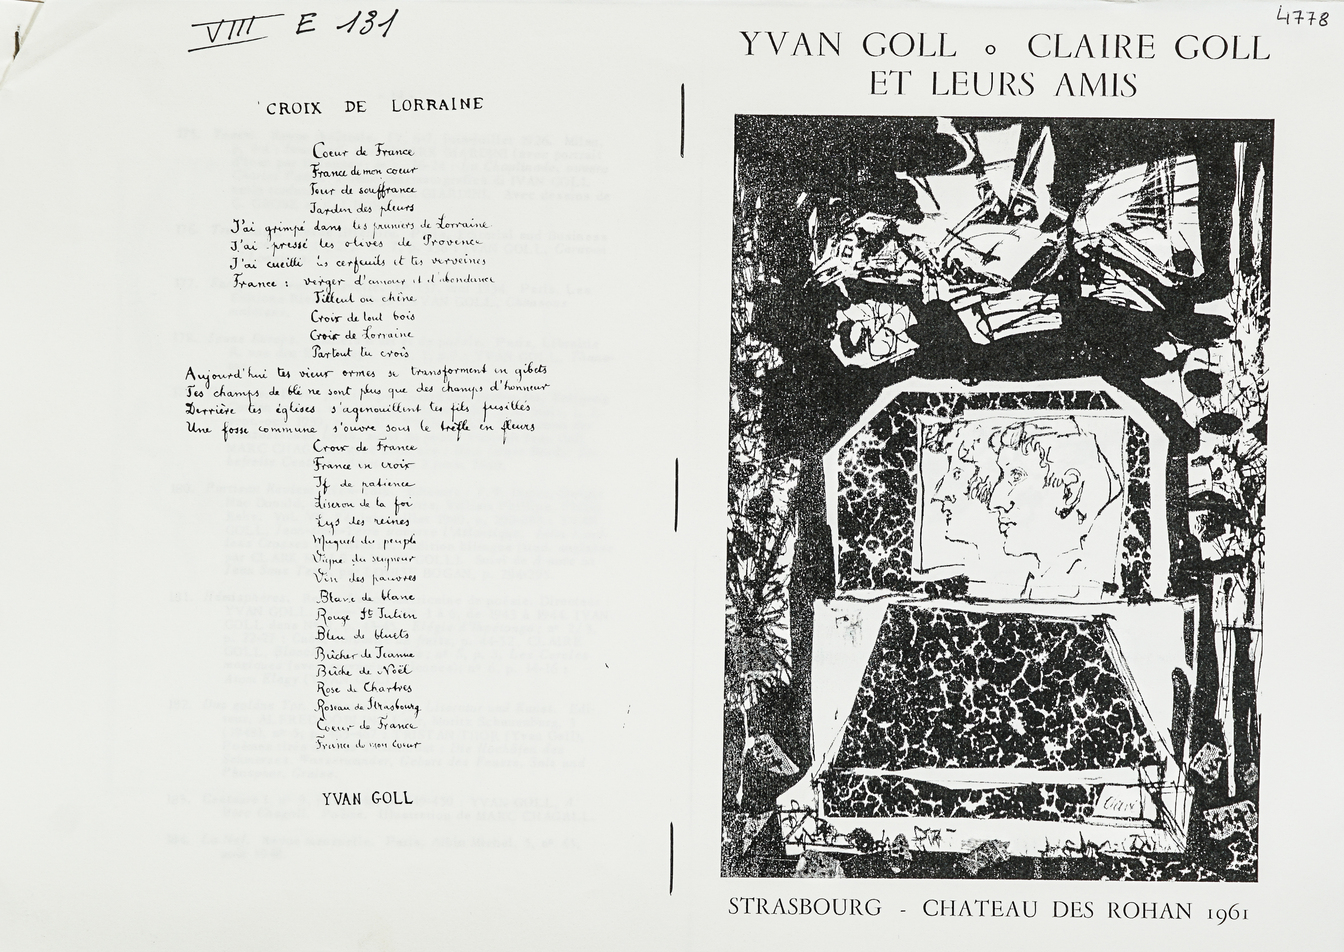 VIII E 131
CROIX DE LORRAINE
Coeur de France
France de mon coeur
Tour de souffrance
Jardin des pleurs
J'ai grimpé dans tes pruniers de Lorraine
J'ai pressé tes olives de Provence
J'ai cueilli tes cerfeuils et tes verveines
France : verger d'amour et d'abondance
Tilleul ou chêne
Croix de tout bois
Croix de Lorraine
Partout tu crois
Aujourd'hui tes vieux ormes se transforment en gibets
Tes champs de blé ne sont plus que des champs d'honneur
Derrière tes églises s'agenouillent tes fils fusillés
Une fosse commune s'ouvre sous le trèfle en fleurs
Croix de France
France en croix
If de patience
Liseron de la foi
Lys des reines
Muguet du peuple
Vigne du seigneur
Vin des pauvres
Blanc de blanc
Rouge St Julien
Bleu de bluets
Bûcher de Jeanne
Bûche de Noël
Rose de Chartres
Roseau de Strasbourg
Coeur de France
France de mon coeur
YVAN GOLL
4778
YVAN GOLL o CLAIRE GOLL
ET LEURS AMIS
STRASBOURG - CHATEAU DES ROHAN 1961